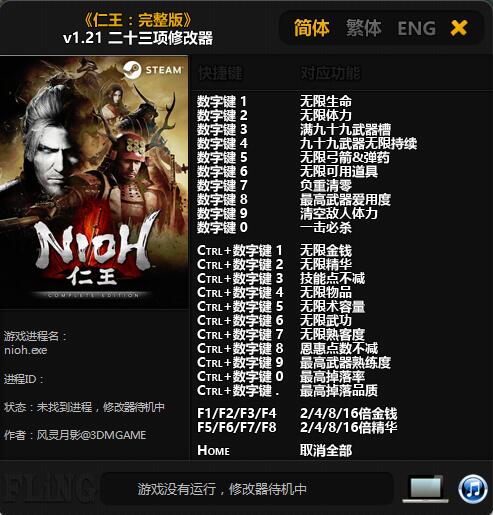 《仁王：完整版》
v1.21 二十三项修改器
简体 繁体 ENG
STEAM
NIOH
仁王
COMPLETE EDITION
游戏进程名：
nioh.exe
进程ID：
状态：未找到进程，修改器待机中
作者：风灵月影@3DMGAME
快捷键 对应功能
数字键 1 无限生命
数字键 2 无限体力
数字键 3 满九十九武器槽
数字键 4 九十九武器无限持续
数字键 5 无限弓箭&弹药
数字键 6 无限可用道具
数字键 7 负重清零
数字键 8 最高武器爱用度
数字键 9 清空敌人体力
数字键 0 一击必杀
CTRL+数字键 1 无限金钱
CTRL+数字键 2 无限精华
CTRL+数字键 3 技能点不减
CTRL+数字键 4 无限物品
CTRL+数字键 5 无限术容量
CTRL+数字键 6 无限武功
CTRL+数字键 7 无限熟客度
CTRL+数字键 8 恩惠点数不减
CTRL+数字键 9 最高武器熟练度
CTRL+数字键 0 最高掉落率
CTRL+数字键 . 最高掉落品质
F1/F2/F3/F4 2/4/8/16倍金钱
F5/F6/F7/F8 2/4/8/16倍精华
HOME 取消全部
FLiNG
游戏没有运行，修改器待机中